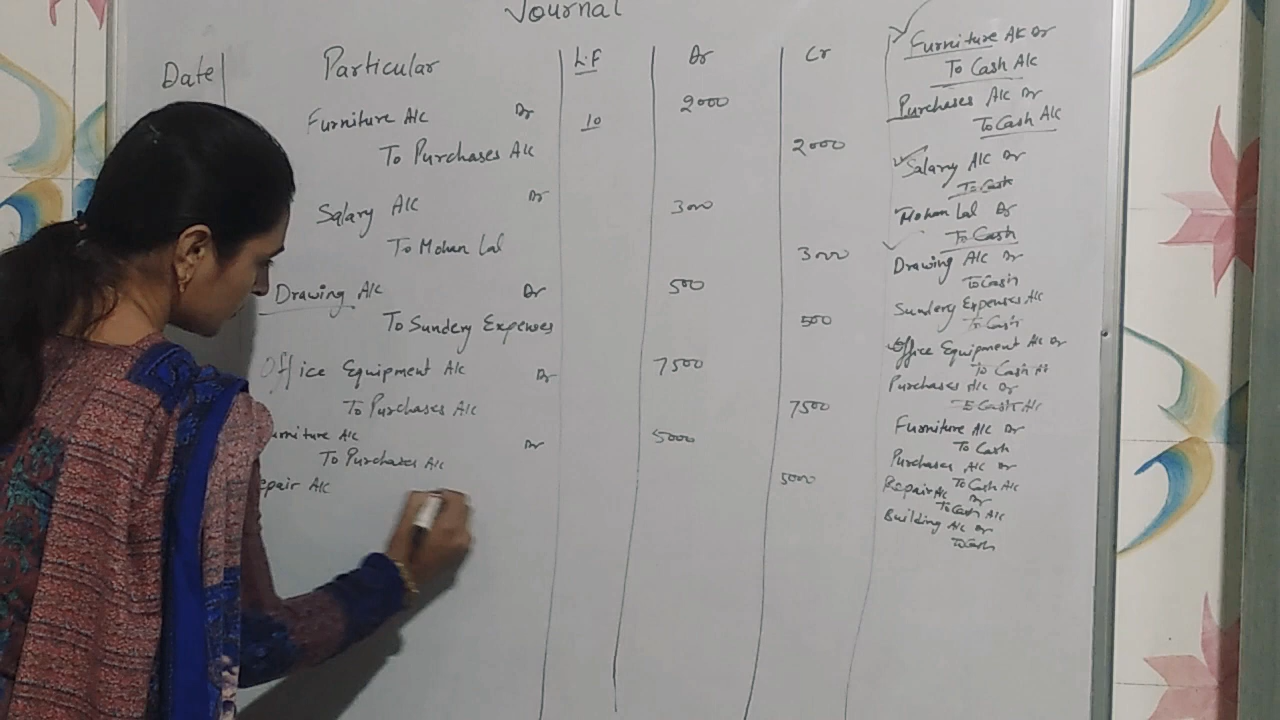 Journal
Date Particular L.F Dr Cr
Furniture A/c Dr 10 2000
To Purchases A/c 2000
Salary A/c Dr 3000
To Mohan Lal 3000
Drawing A/c Dr 500
To Sundery Expenses 500
Office Equipment A/c Dr 7500
To Purchases A/c 7500
urniture A/c Dr 5000
To Purchases A/c
5000
epair A/c
Furniture A/c Dr
To Cash A/c
Purchases A/c Dr
To Cash A/c
Salary A/c Dr
To Cash
Mohan Lal Dr
To Cash
Drawing A/c Dr
To Cash
Sundery Expenses A/c
To Cash
Office Equipment A/c Dr
To Cash A/c
Purchases A/c Dr
To Cash A/c
Furniture A/c Dr
To Cash
Purchases A/c Dr
To Cash A/c
Repair A/c Dr
To Cash A/c
Building A/c Dr
To Cash